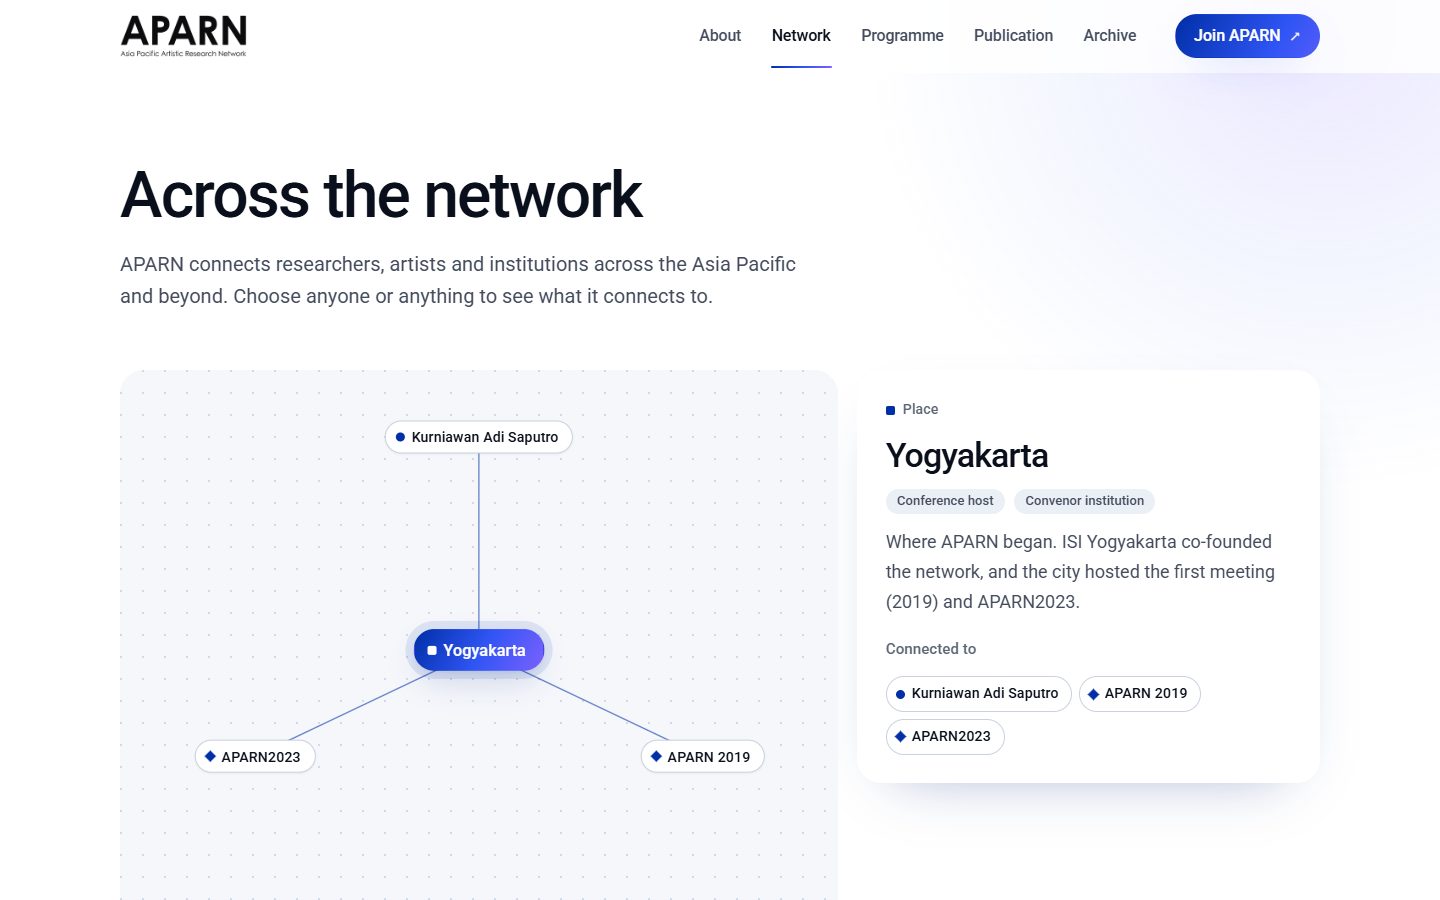 APARN
Asia Pacific Artistic Research Network
About
Network
Programme
Publication
Archive
Join APARN ↗
Across the network
APARN connects researchers, artists and institutions across the Asia Pacific
and beyond. Choose anyone or anything to see what it connects to.
Kurniawan Adi Saputro
Yogyakarta
APARN2023
APARN 2019
Place
Yogyakarta
Conference host
Convenor institution
Where APARN began. ISI Yogyakarta co-founded
the network, and the city hosted the first meeting
(2019) and APARN2023.
Connected to
Kurniawan Adi Saputro
APARN 2019
APARN2023